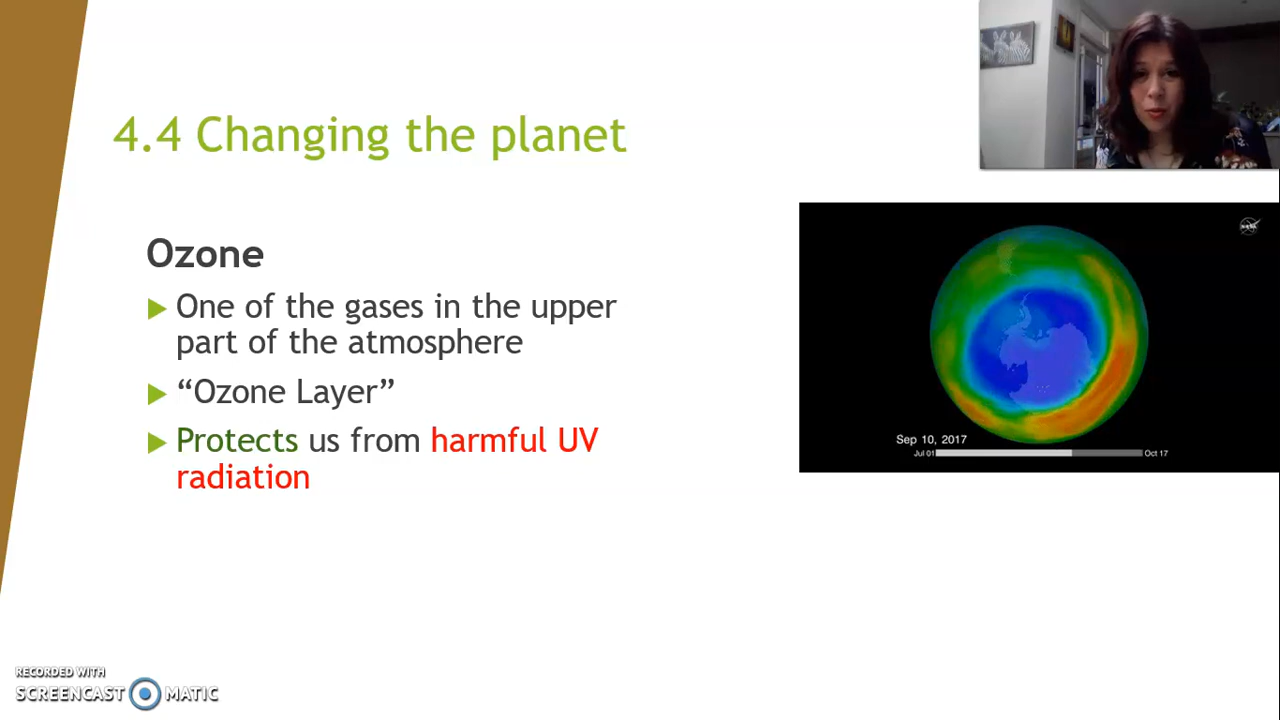 4.4 Changing the planet
Ozone
One of the gases in the upper
part of the atmosphere
“Ozone Layer”
Protects us from harmful UV
radiation
NASA
Sep 10, 2017
Jul 01 Oct 17
RECORDED WITH
SCREENCAST MATIC